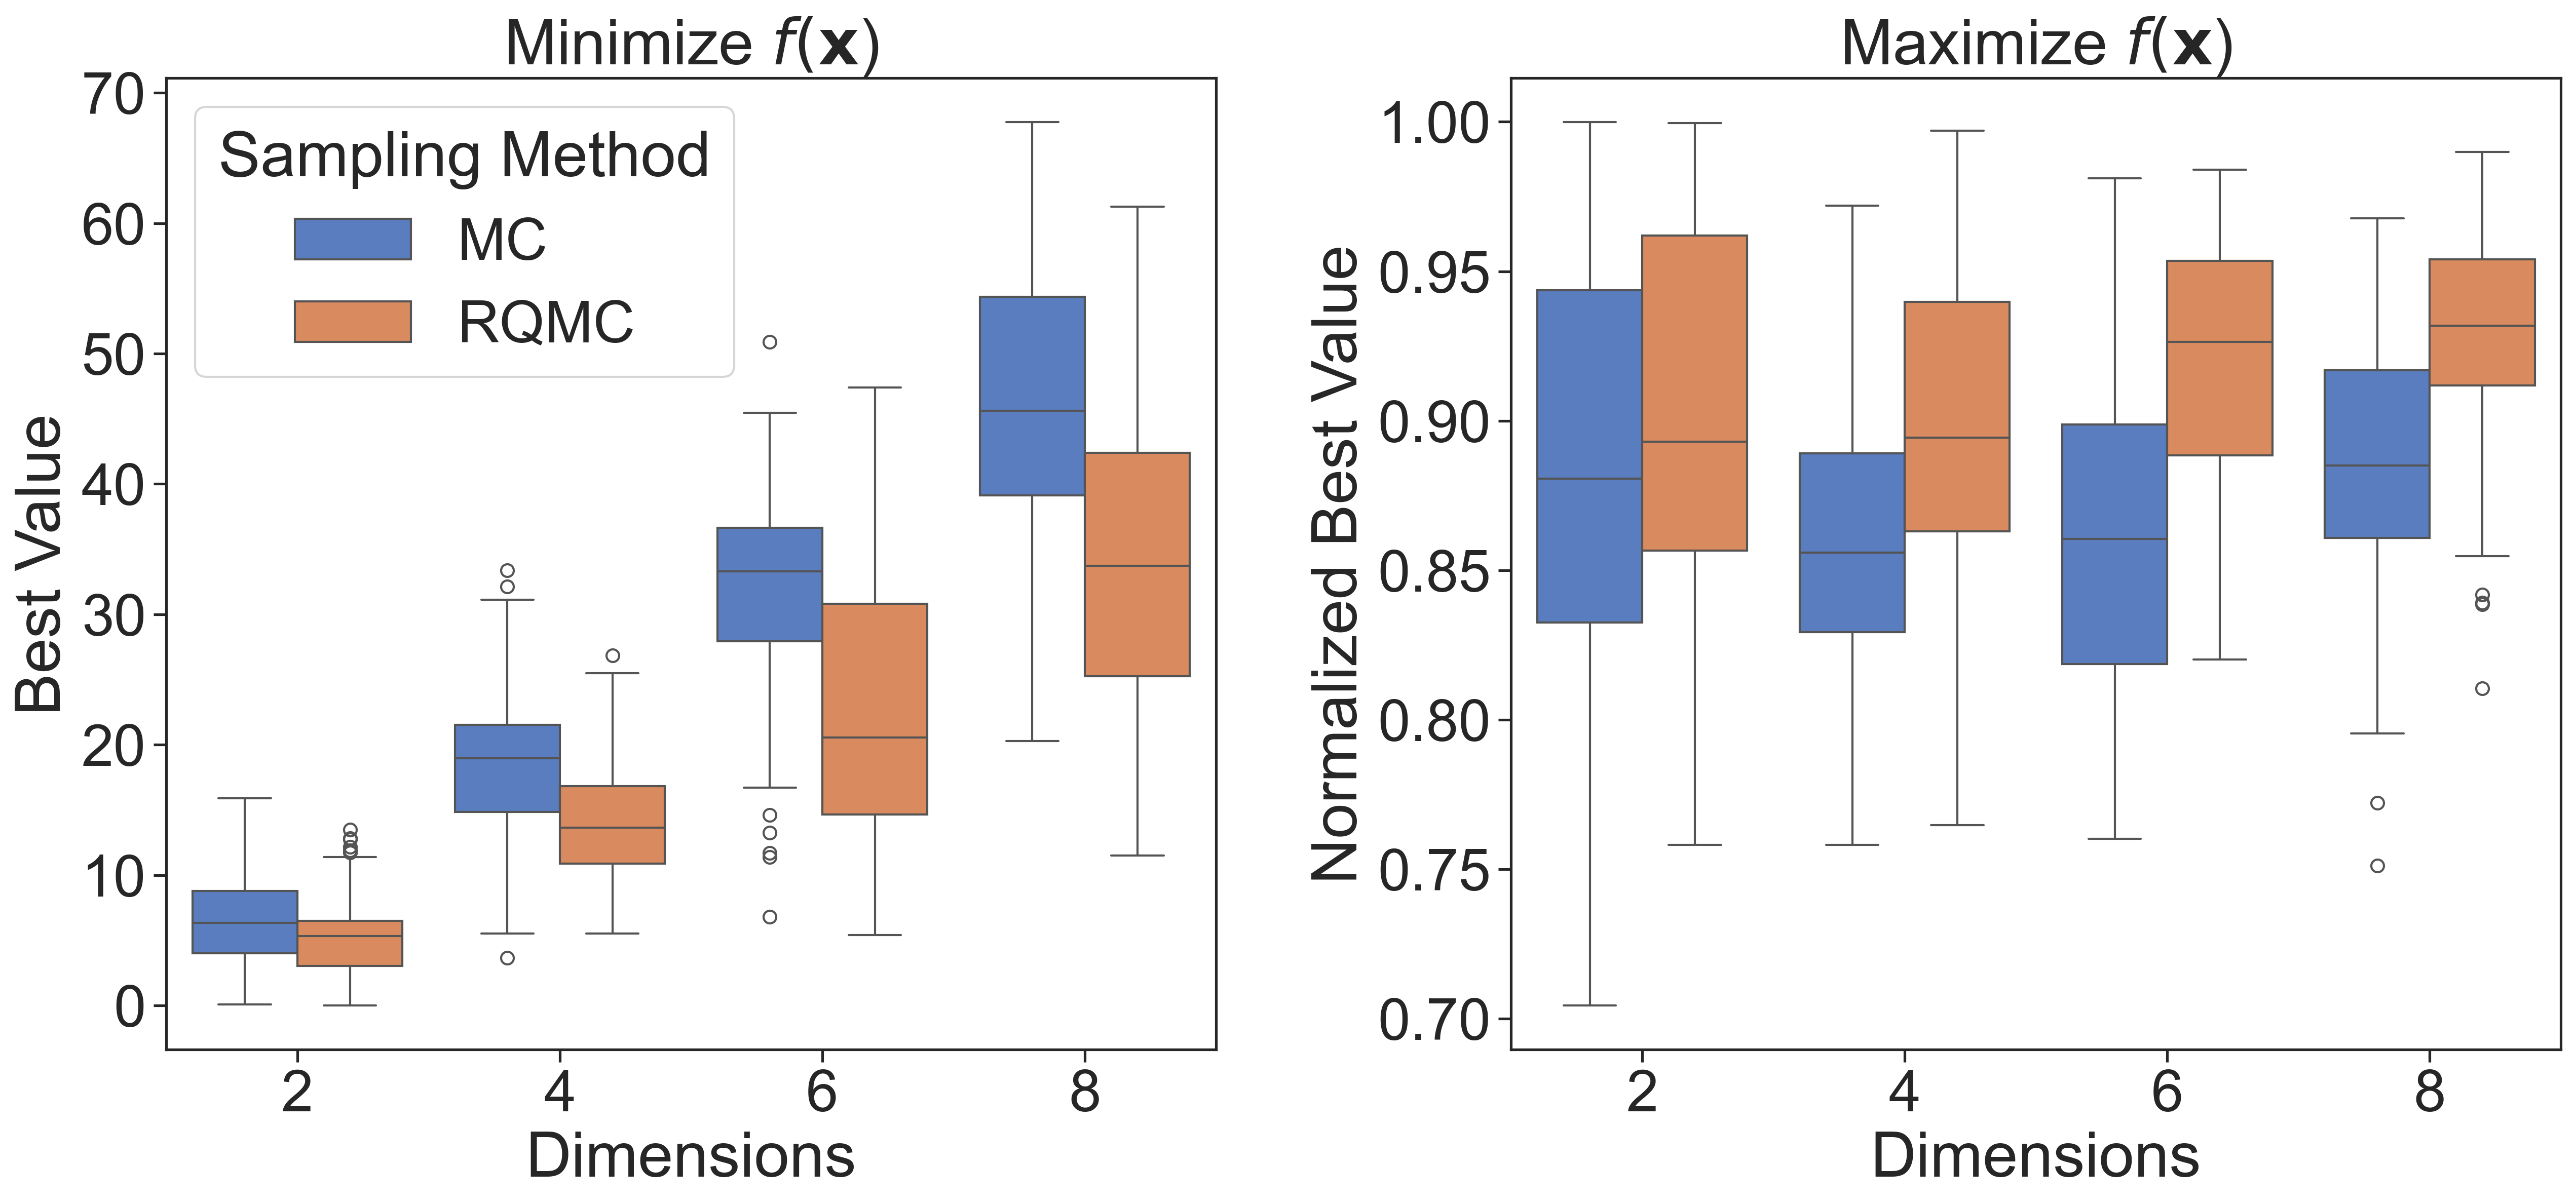 Minimize f(x)
70
60
50
40
30
20
10
0
Best Value
Sampling Method
MC
RQMC
2 4 6 8
Dimensions
Maximize f(x)
1.00
0.95
0.90
0.85
0.80
0.75
0.70
Normalized Best Value
2 4 6 8
Dimensions